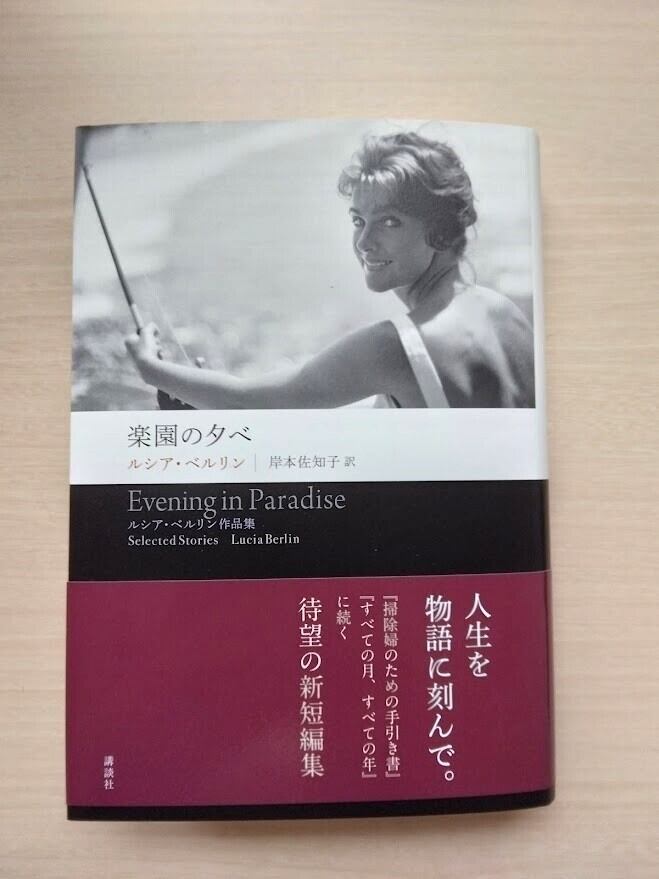 楽園の夕べ
ルシア・ベルリン｜岸本佐知子 訳
Evening in Paradise
ルシア・ベルリン作品集
Selected Stories Lucia Berlin
人生を
物語に刻んで。
『掃除婦のための手引き書』
『すべての月、すべての年』
に続く
待望の新短編集
講談社